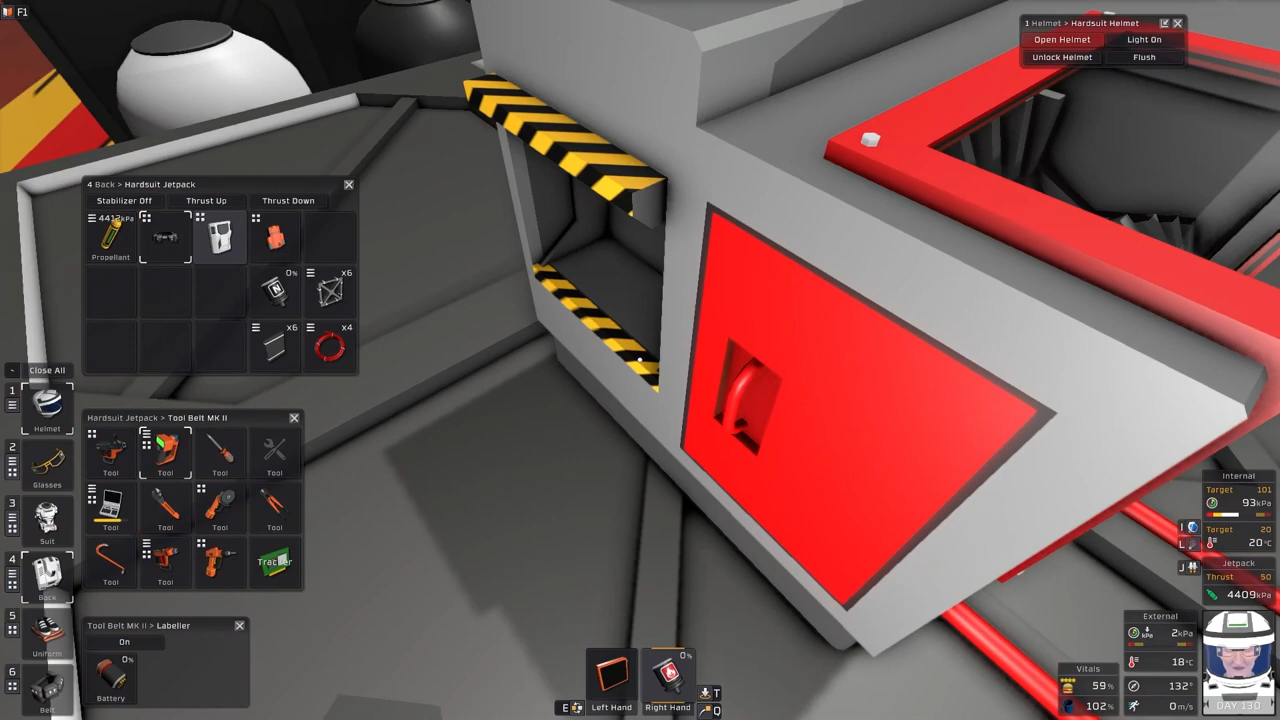 F1
1 Helmet > Hardsuit Helmet
Open Helmet
Light On
Unlock Helmet
Flush
4 Back > Hardsuit Jetpack
Stabilizer Off
Thrust Up
Thrust Down
4412kPa
Propellant
0%
N
x6
x6
x4
~
Close All
1
Helmet
2
Glasses
3
Suit
4
Back
5
Uniform
6
Belt
Hardsuit Jetpack > Tool Belt MK II
Tool
Tool
Tool
Tool
Tool
Tool
Tool
Tool
Tool
Tool
Tool
Tracker
Tool Belt MK II > Labeller
On
0%
Battery
E
Left Hand
0%
Right Hand
T
Q
Internal
Target 101
93kPa
Target 20
20°C
I
L
J
Jetpack
Thrust 50
4409kPa
External
kPa
2kPa
18°C
132°
0m/s
Vitals
59%
102%
DAY 130